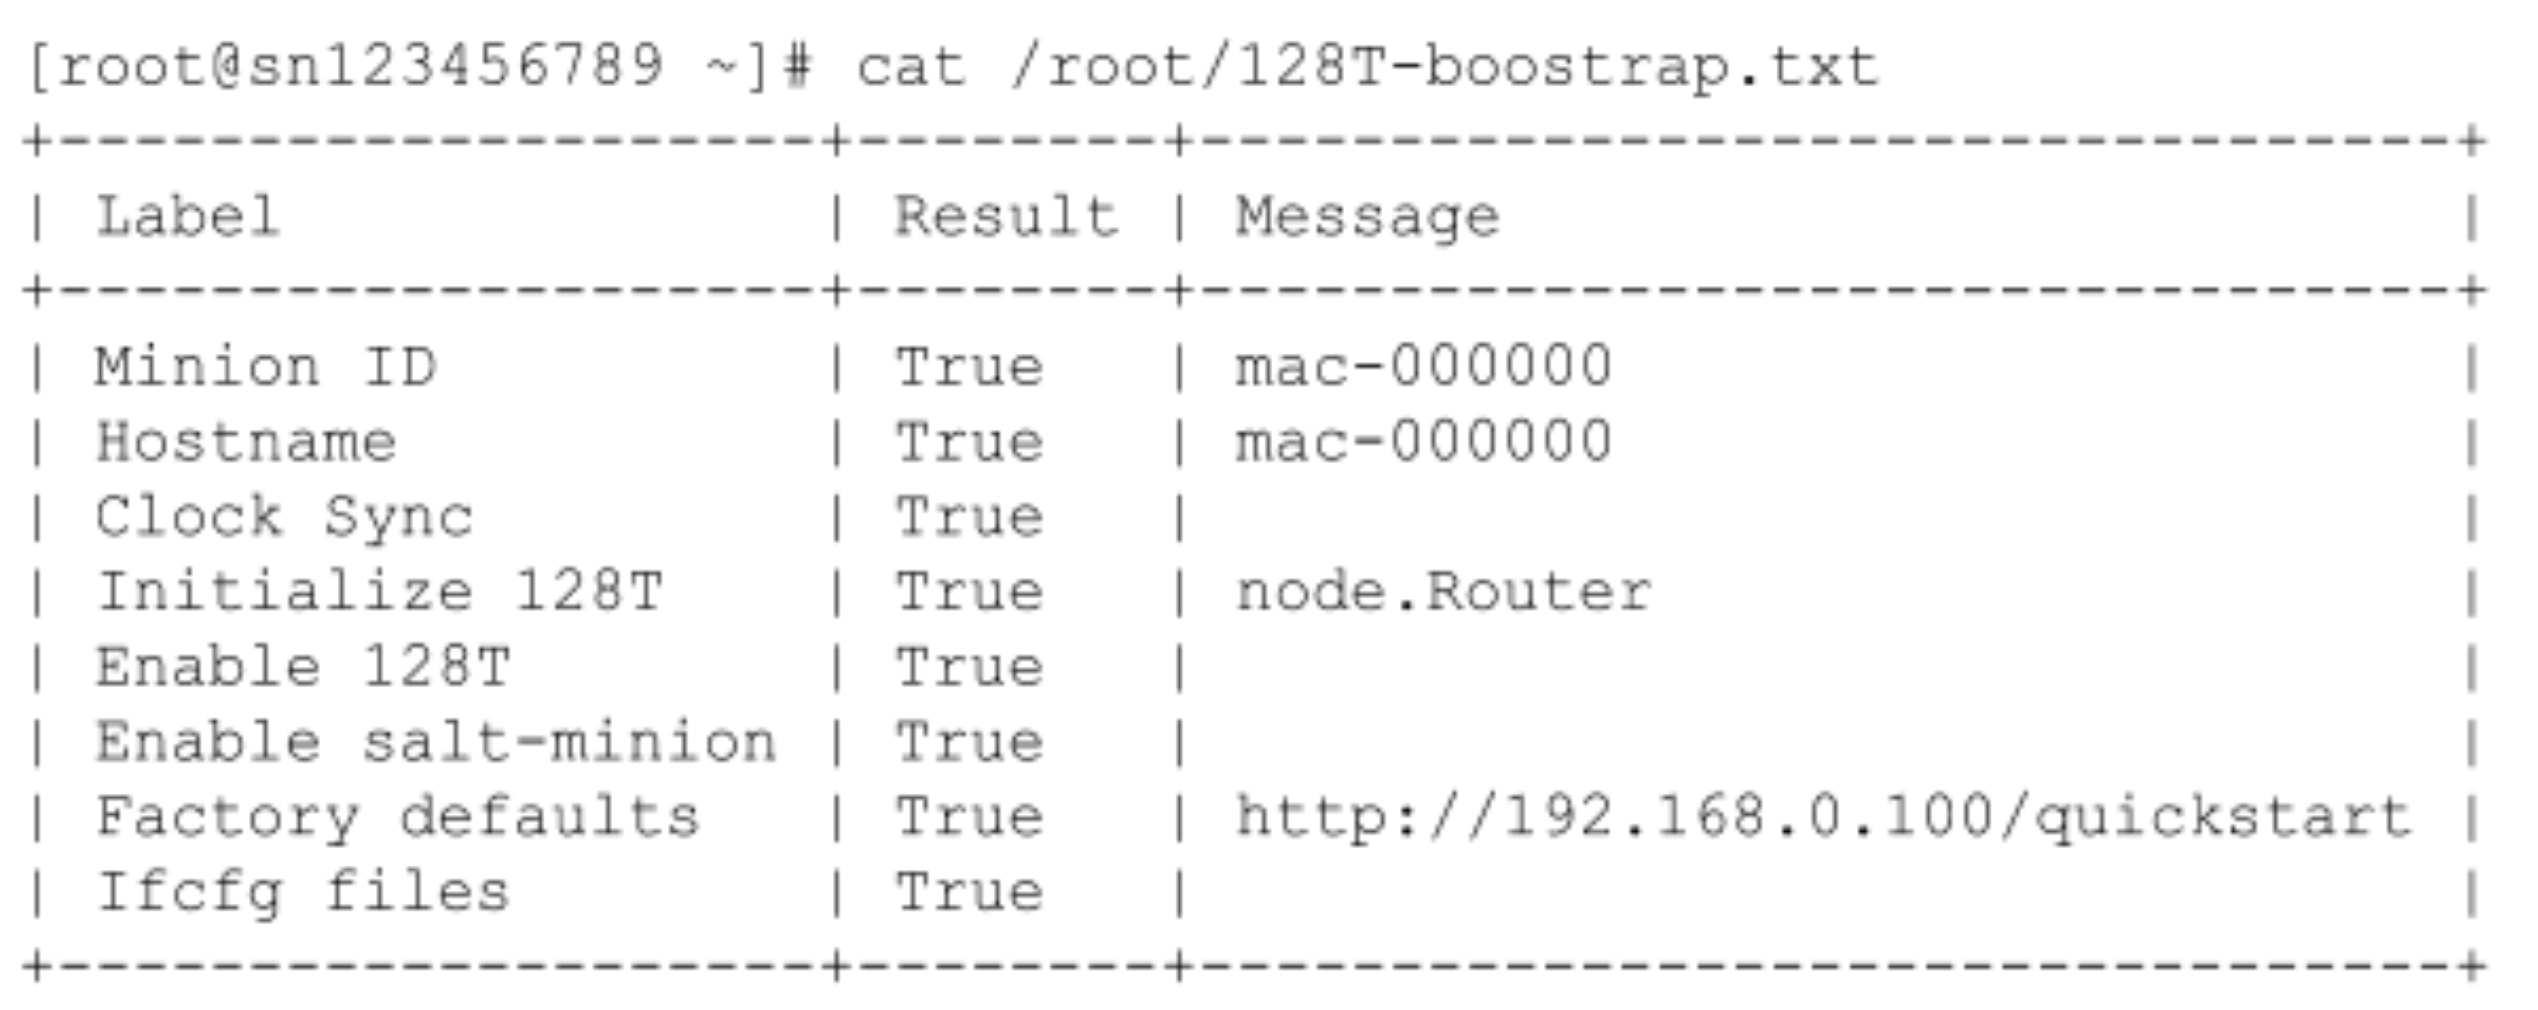 [root@sn123456789 ~]# cat /root/128T-boostrap.txt
+---------------------+--------+----------------------------------+
| Label               | Result | Message                          |
+---------------------+--------+----------------------------------+
| Minion ID           | True   | mac-000000                       |
| Hostname            | True   | mac-000000                       |
| Clock Sync          | True   |                                  |
| Initialize 128T     | True   | node.Router                      |
| Enable 128T         | True   |                                  |
| Enable salt-minion  | True   |                                  |
| Factory defaults    | True   | http://192.168.0.100/quickstart  |
| Ifcfg files         | True   |                                  |
+---------------------+--------+----------------------------------+